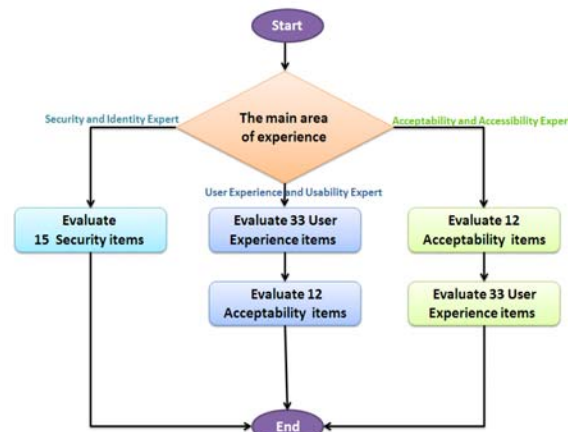 Start
The main area
of experience
Security and Identity Expert
Acceptability and Accessibility Exper
User Experience and Usability Expert
Evaluate
15 Security items
Evaluate 33 User
Experience items
Evaluate 12
Acceptability items
Evaluate 12
Acceptability items
Evaluate 33 User
Experience items
End